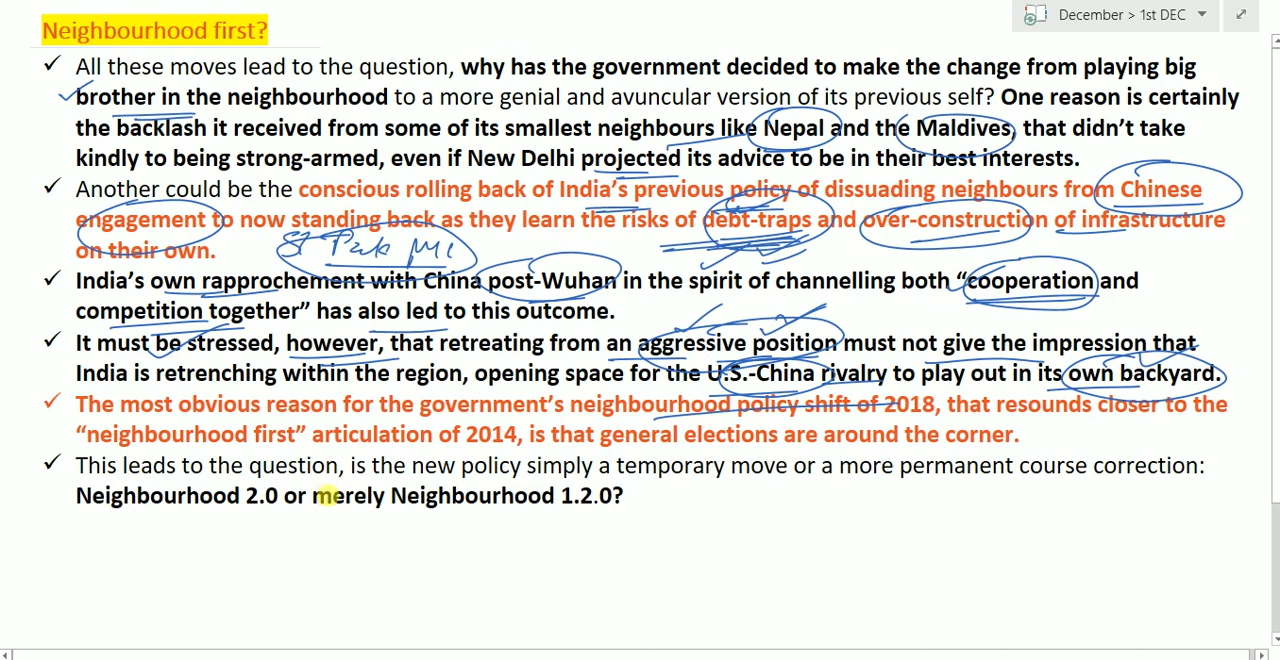 December > 1st DEC
Neighbourhood first?
✓ All these moves lead to the question, why has the government decided to make the change from playing big
brother in the neighbourhood to a more genial and avuncular version of its previous self? One reason is certainly
the backlash it received from some of its smallest neighbours like Nepal and the Maldives, that didn't take
kindly to being strong-armed, even if New Delhi projected its advice to be in their best interests.
✓ Another could be the conscious rolling back of India's previous policy of dissuading neighbours from Chinese
engagement to now standing back as they learn the risks of debt-traps and over-construction of infrastructure
on their own.
✓ India's own rapprochement with China post-Wuhan in the spirit of channelling both "cooperation and
competition together" has also led to this outcome.
✓ It must be stressed, however, that retreating from an aggressive position must not give the impression that
India is retrenching within the region, opening space for the U.S.-China rivalry to play out in its own backyard.
✓ The most obvious reason for the government's neighbourhood policy shift of 2018, that resounds closer to the
"neighbourhood first" articulation of 2014, is that general elections are around the corner.
✓ This leads to the question, is the new policy simply a temporary move or a more permanent course correction:
Neighbourhood 2.0 or merely Neighbourhood 1.2.0?